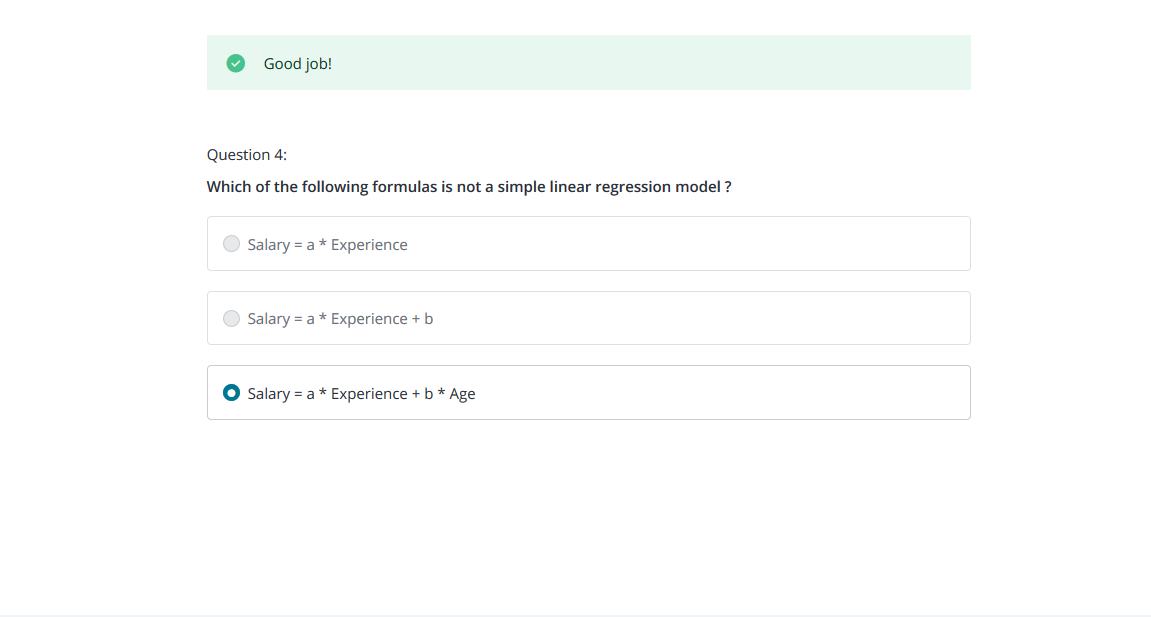 Good job!
Question 4:
Which of the following formulas is not a simple linear regression model ?
Salary = a * Experience
Salary = a * Experience + b
Salary = a * Experience + b * Age